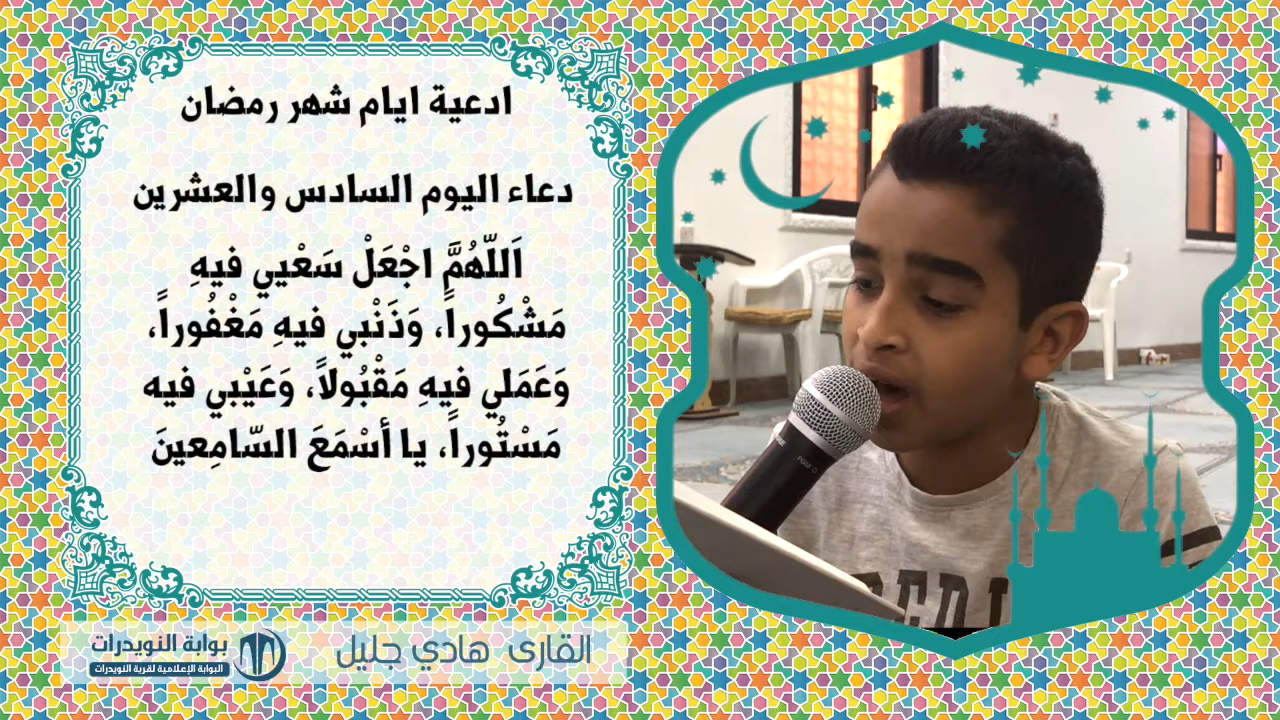 ادعية ايام شهر رمضان
دعاء اليوم السادس والعشرين
اَللّهُمَّ اجْعَلْ سَعْيي فيهِ
مَشْكُوراً، وَذَنْبي فيهِ مَغْفُوراً،
وَعَمَلي فيهِ مَقْبُولاً، وَعَيْبي فيه
مَسْتُوراً، يا أسْمَعَ السّامِعينَ
القارئ هادي جليل
بوابة النويدرات
البوابة الإعلامية لقرية النويدرات